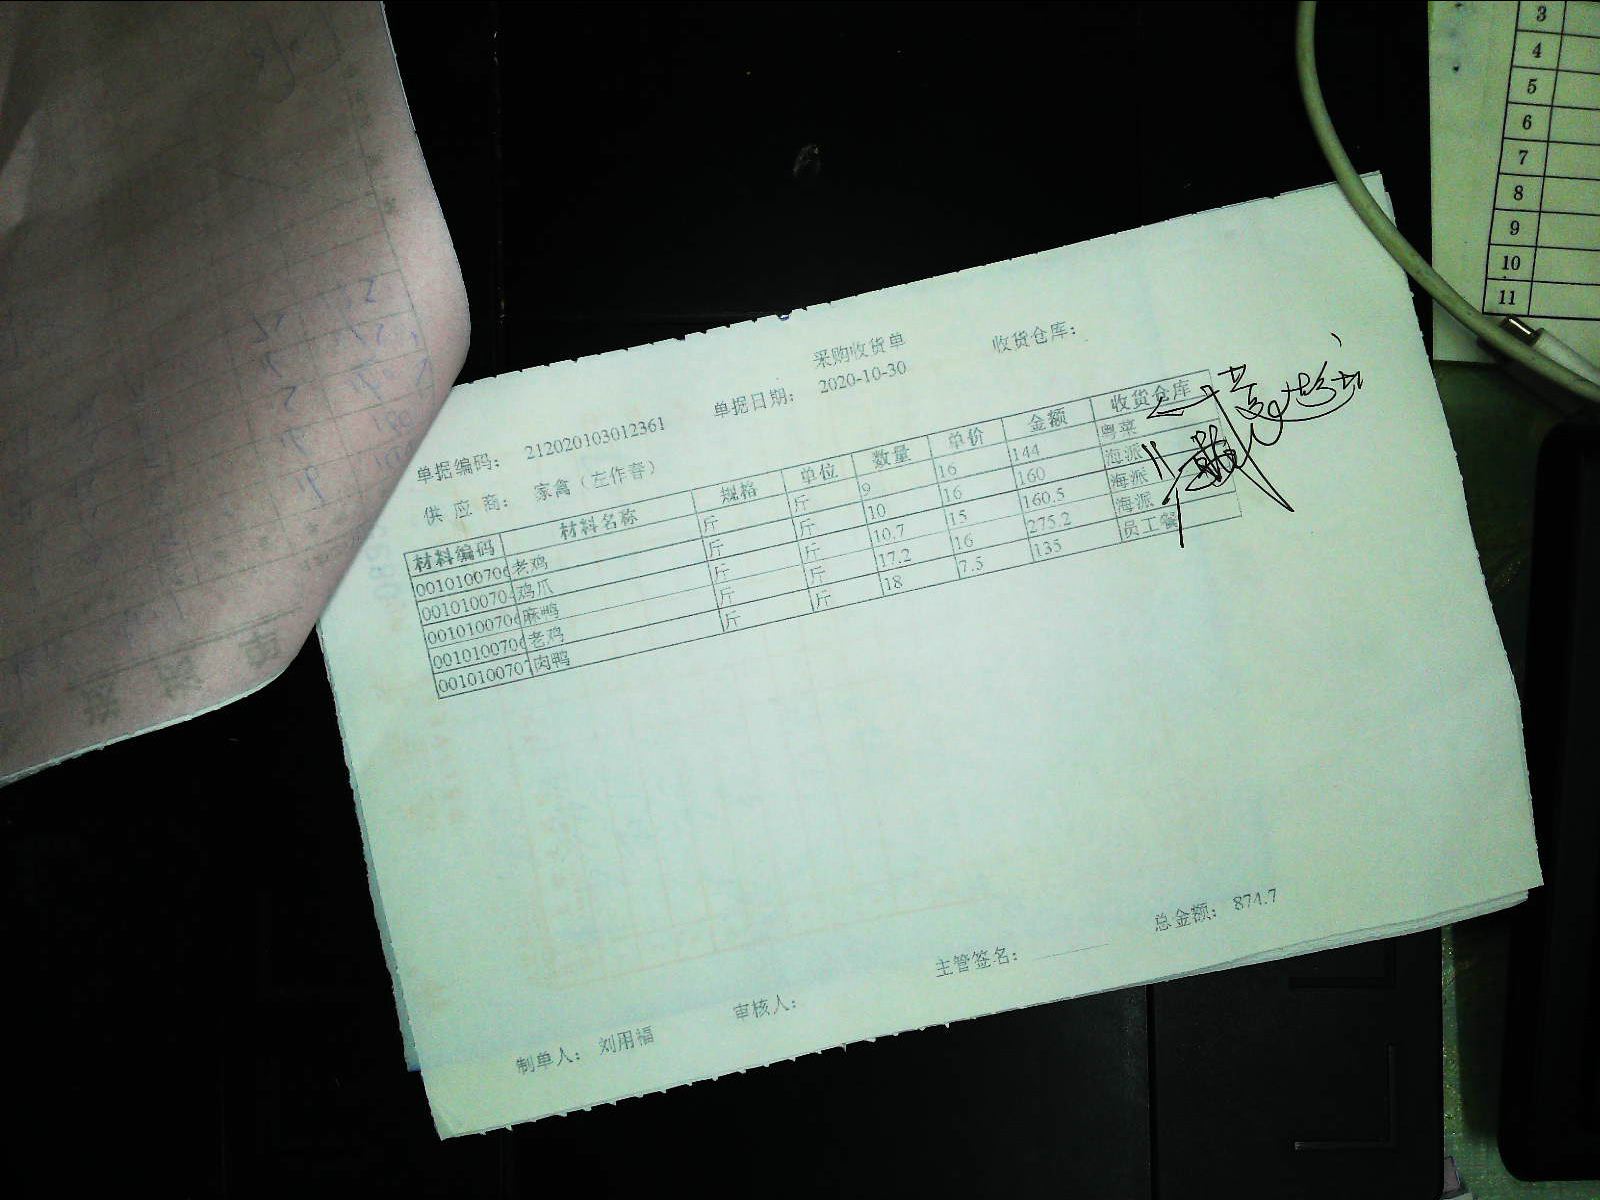 采购收货单
单据编码： 212020103012361 单据日期： 2020-10-30 收货仓库：
供 应 商： 家禽（左作春）
材料编码 材料名称 规格 单位 数量 单价 金额 收货仓库
0010100706 老鸡 斤 斤 9 16 144 粤菜
001010070 鸡爪 斤 斤 10 16 160 海派
0010100706 麻鸭 斤 斤 10.7 15 160.5 海派
0010100706 老鸡 斤 斤 17.2 16 275.2 海派
001010070 肉鸭 斤 斤 18 7.5 135 员工餐
总金额： 874.7
制单人： 刘用福 审核人： 主管签名：
3
4
5
6
7
8
9
10
11